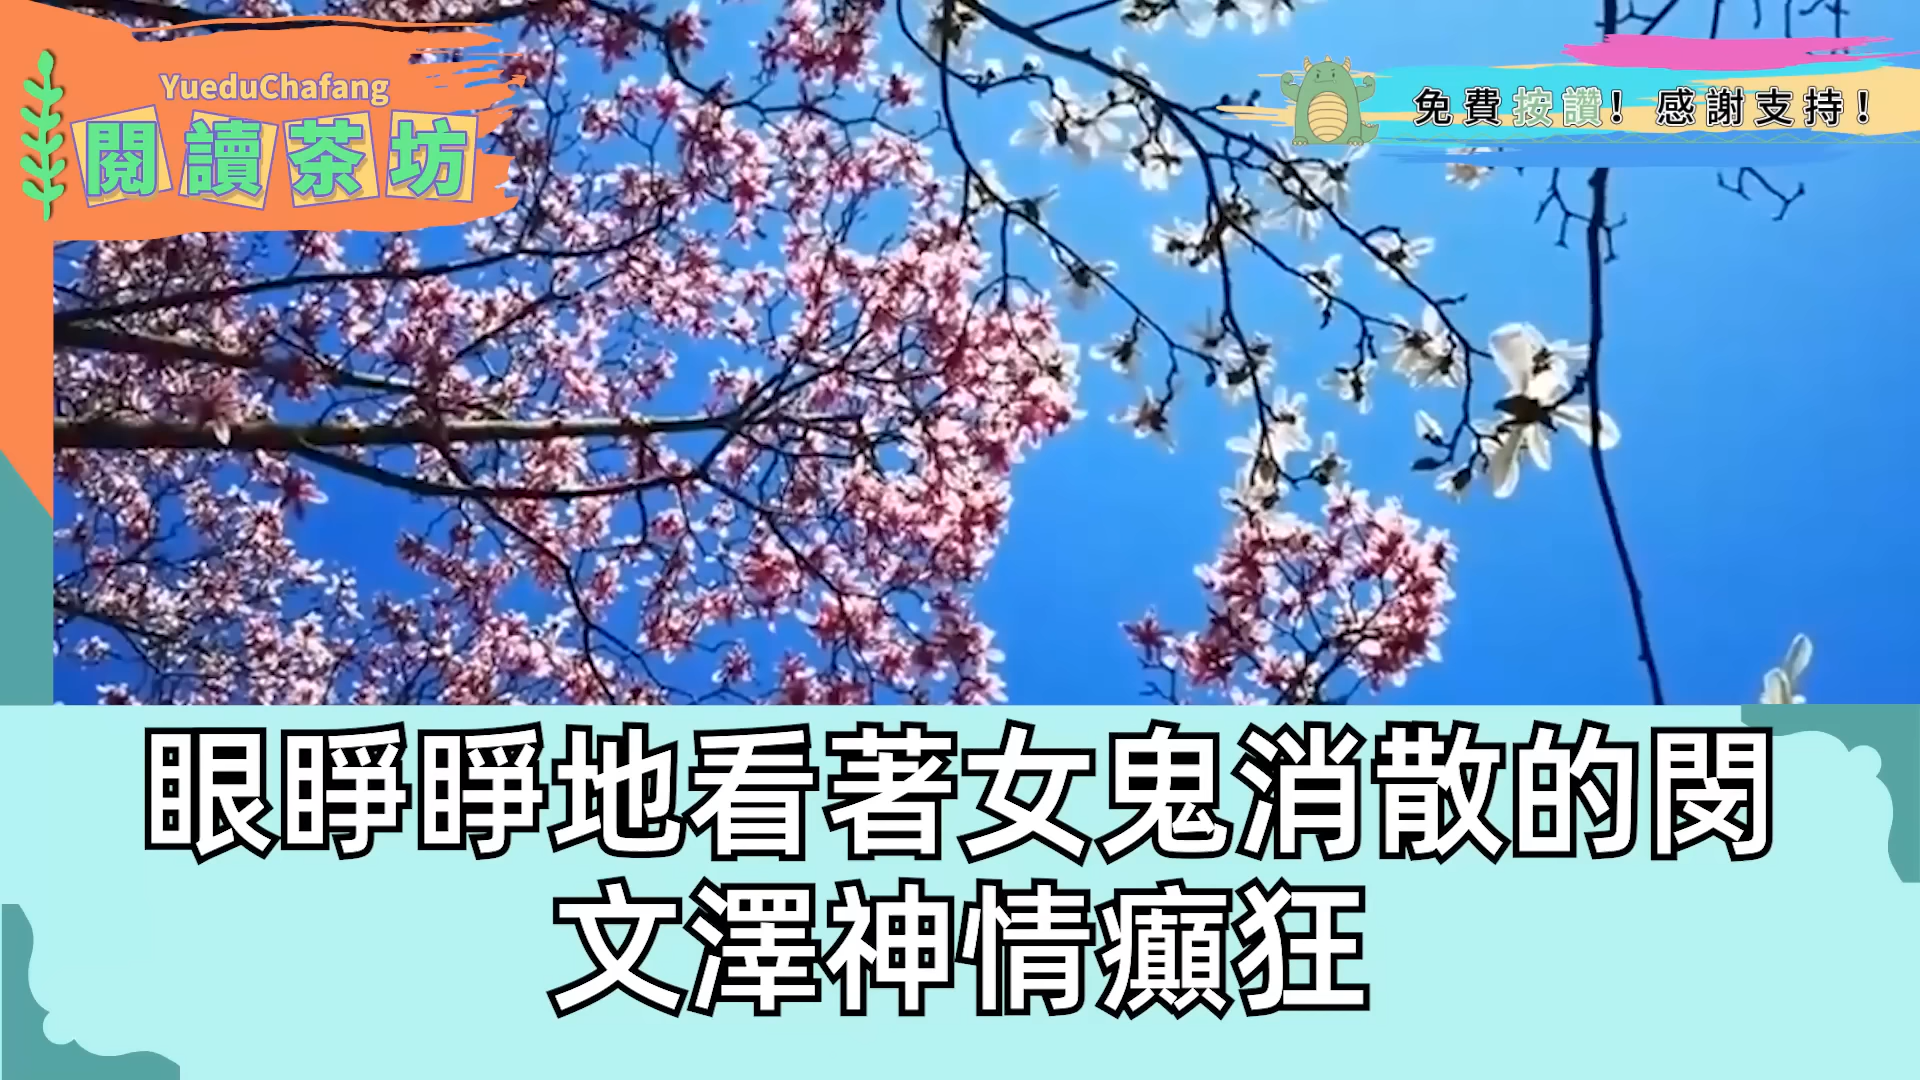 YueduChafang
閱讀茶坊
免費按讚！感謝支持！
眼睜睜地看著女鬼消散的閔
文澤神情癲狂